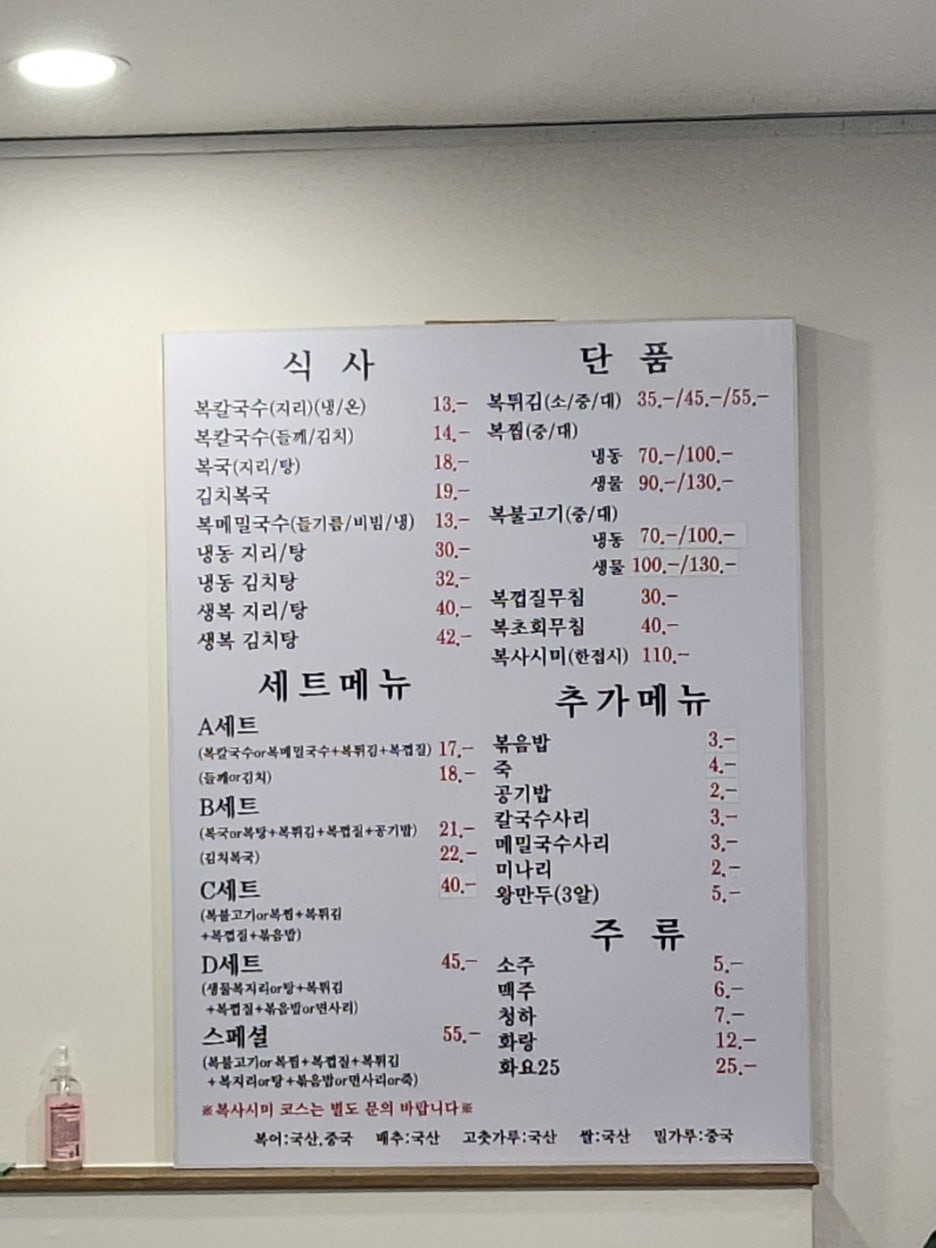 식 사
복칼국수(지리)(냉/온) 13.-
복칼국수(들깨/김치) 14.-
복국(지리/탕) 18.-
김치복국 19.-
복메밀국수(들기름/비빔/냉) 13.-
냉동 지리/탕 30.-
냉동 김치탕 32.-
생복 지리/탕 40.-
생복 김치탕 42.-
세트메뉴
A세트
(복칼국수or복메밀국수+복튀김+복껍질) 17.-
(들깨or김치) 18.-
B세트
(복국or복탕+복튀김+복껍질+공기밥) 21.-
(김치복국) 22.-
C세트 40.-
(복불고기or복찜+복튀김
+복껍질+볶음밥)
D세트 45.-
(생물복지리or탕+복튀김
+복껍질+볶음밥or면사리)
스페셜 55.-
(복불고기or복찜+복껍질+복튀김
+복지리or탕+볶음밥or면사리or죽)
※복사시미 코스는 별도 문의 바랍니다※
단 품
복튀김(소/중/대) 35.-/45.-/55.-
복찜(중/대)
냉동 70.-/100.-
생물 90.-/130.-
복불고기(중/대)
냉동 70.-/100.-
생물 100.-/130.-
복껍질무침 30.-
복초회무침 40.-
복사시미(한접시) 110.-
추가메뉴
볶음밥 3.-
죽 4.-
공기밥 2.-
칼국수사리 3.-
메밀국수사리 3.-
미나리 2.-
왕만두(3알) 5.-
주 류
소주 5.-
맥주 6.-
청하 7.-
화랑 12.-
화요25 25.-
복어:국산,중국 배추:국산 고춧가루:국산 쌀:국산 밀가루:중국